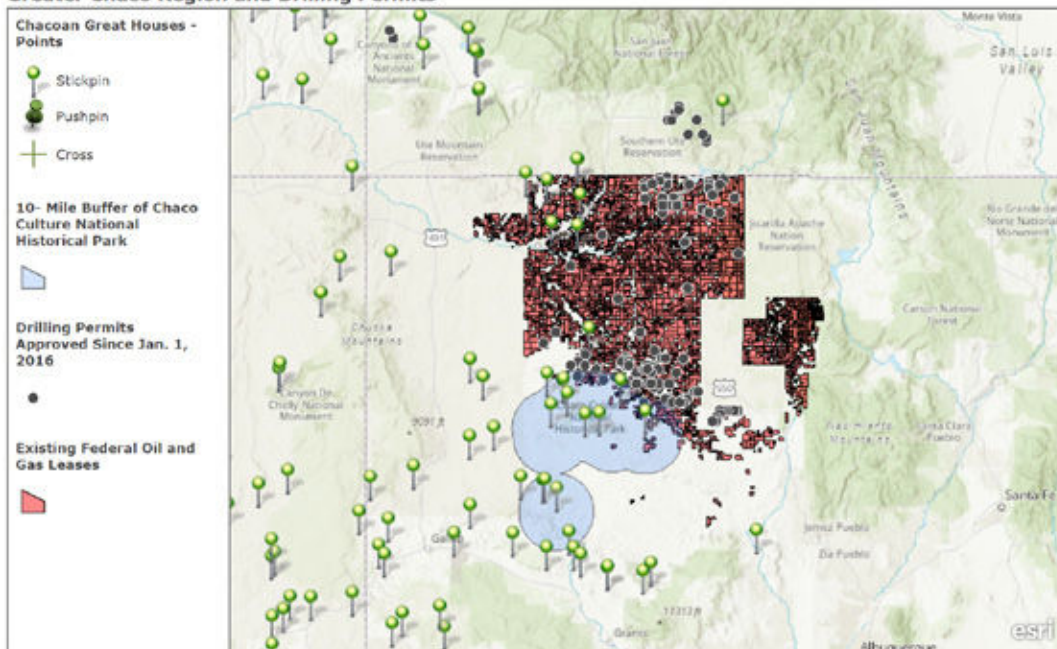 Greater Chaco Region and Drilling Permits
Chacoan Great Houses -
Points
Stickpin
Pushpin
Cross
10- Mile Buffer of Chaco
Culture National
Historical Park
Drilling Permits
Approved Since Jan. 1,
2016
Existing Federal Oil and
Gas Leases
Monte Vista
San Luis
Valley
San Juan
National Forest
Canyons of the
Ancients
National
Monument
Ute Mountain
Reservation
Southern Ute
Reservation
San Juan Mountains
Rio Grande del
Norte National
Monument
Jicarilla Apache
Nation
Reservation
Carson National
Forest
Chuska
Mountains
Canyon De
Chelly National
Monument
Historic Park
Santa Clara
Pueblo
Santa Fe
Jemez Pueblo
Zia Pueblo
Grants
Albuquerque
esri